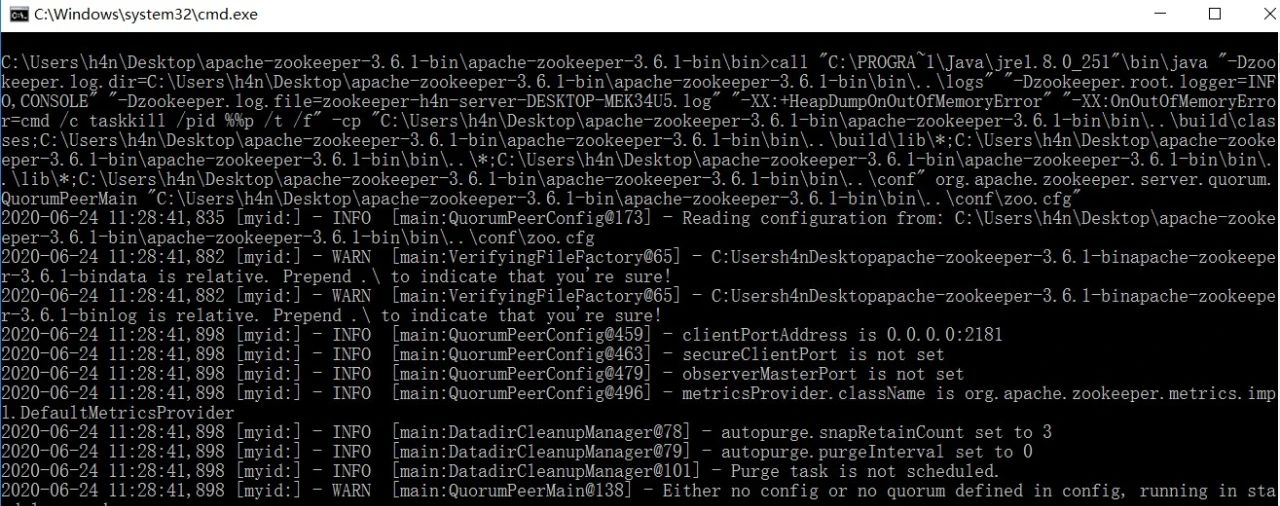 C:\Windows\system32\cmd.exe
C:\Users\h4n\Desktop\apache-zookeeper-3.6.1-bin\apache-zookeeper-3.6.1-bin\bin>call "C:\PROGRA~1\Java\jre1.8.0_251"\bin\java "-Dzoo
keeper.log.dir=C:\Users\h4n\Desktop\apache-zookeeper-3.6.1-bin\apache-zookeeper-3.6.1-bin\bin\..\logs" "-Dzookeeper.root.logger=INF
O,CONSOLE" "-Dzookeeper.log.file=zookeeper-h4n-server-DESKTOP-MEK34U5.log" "-XX:+HeapDumpOnOutOfMemoryError" "-XX:OnOutOfMemoryErro
r=cmd /c taskkill /pid %%p /t /f" -cp "C:\Users\h4n\Desktop\apache-zookeeper-3.6.1-bin\apache-zookeeper-3.6.1-bin\bin\..\build\clas
ses;C:\Users\h4n\Desktop\apache-zookeeper-3.6.1-bin\apache-zookeeper-3.6.1-bin\bin\..\build\lib\*;C:\Users\h4n\Desktop\apache-zooke
eper-3.6.1-bin\apache-zookeeper-3.6.1-bin\bin\..\*;C:\Users\h4n\Desktop\apache-zookeeper-3.6.1-bin\apache-zookeeper-3.6.1-bin\bin\.
.\lib\*;C:\Users\h4n\Desktop\apache-zookeeper-3.6.1-bin\apache-zookeeper-3.6.1-bin\bin\..\conf" org.apache.zookeeper.server.quorum.
QuorumPeerMain "C:\Users\h4n\Desktop\apache-zookeeper-3.6.1-bin\apache-zookeeper-3.6.1-bin\bin\..\conf\zoo.cfg"
2020-06-24 11:28:41,835 [myid:] - INFO  [main:QuorumPeerConfig@173] - Reading configuration from: C:\Users\h4n\Desktop\apache-zooke
eper-3.6.1-bin\apache-zookeeper-3.6.1-bin\bin\..\conf\zoo.cfg
2020-06-24 11:28:41,882 [myid:] - WARN  [main:VerifyingFileFactory@65] - C:Usersh4nDesktopapache-zookeeper-3.6.1-binapache-zookeepe
r-3.6.1-bindata is relative. Prepend .\ to indicate that you're sure!
2020-06-24 11:28:41,882 [myid:] - WARN  [main:VerifyingFileFactory@65] - C:Usersh4nDesktopapache-zookeeper-3.6.1-binapache-zookeepe
r-3.6.1-binlog is relative. Prepend .\ to indicate that you're sure!
2020-06-24 11:28:41,898 [myid:] - INFO  [main:QuorumPeerConfig@459] - clientPortAddress is 0.0.0.0:2181
2020-06-24 11:28:41,898 [myid:] - INFO  [main:QuorumPeerConfig@463] - secureClientPort is not set
2020-06-24 11:28:41,898 [myid:] - INFO  [main:QuorumPeerConfig@479] - observerMasterPort is not set
2020-06-24 11:28:41,898 [myid:] - INFO  [main:QuorumPeerConfig@496] - metricsProvider.className is org.apache.zookeeper.metrics.imp
l.DefaultMetricsProvider
2020-06-24 11:28:41,898 [myid:] - INFO  [main:DatadirCleanupManager@78] - autopurge.snapRetainCount set to 3
2020-06-24 11:28:41,898 [myid:] - INFO  [main:DatadirCleanupManager@79] - autopurge.purgeInterval set to 0
2020-06-24 11:28:41,898 [myid:] - INFO  [main:DatadirCleanupManager@101] - Purge task is not scheduled.
2020-06-24 11:28:41,898 [myid:] - WARN  [main:QuorumPeerMain@138] - Either no config or no quorum defined in config, running in sta